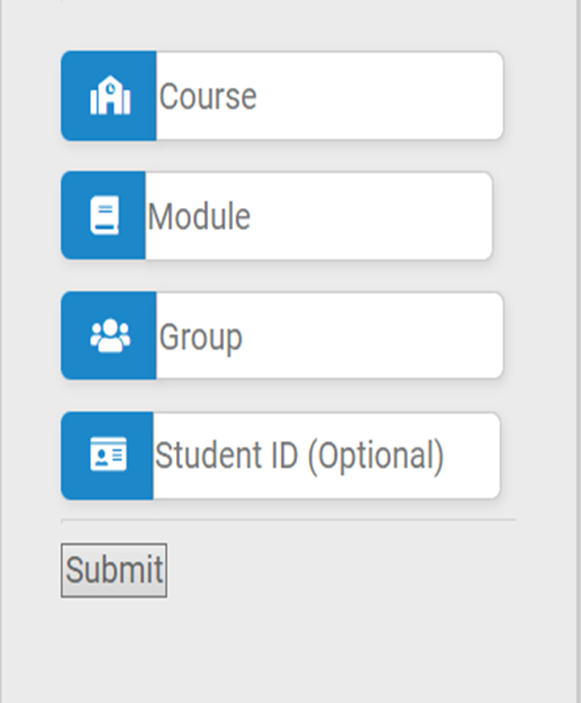 Course
Module
Group
Student ID (Optional)
Submit